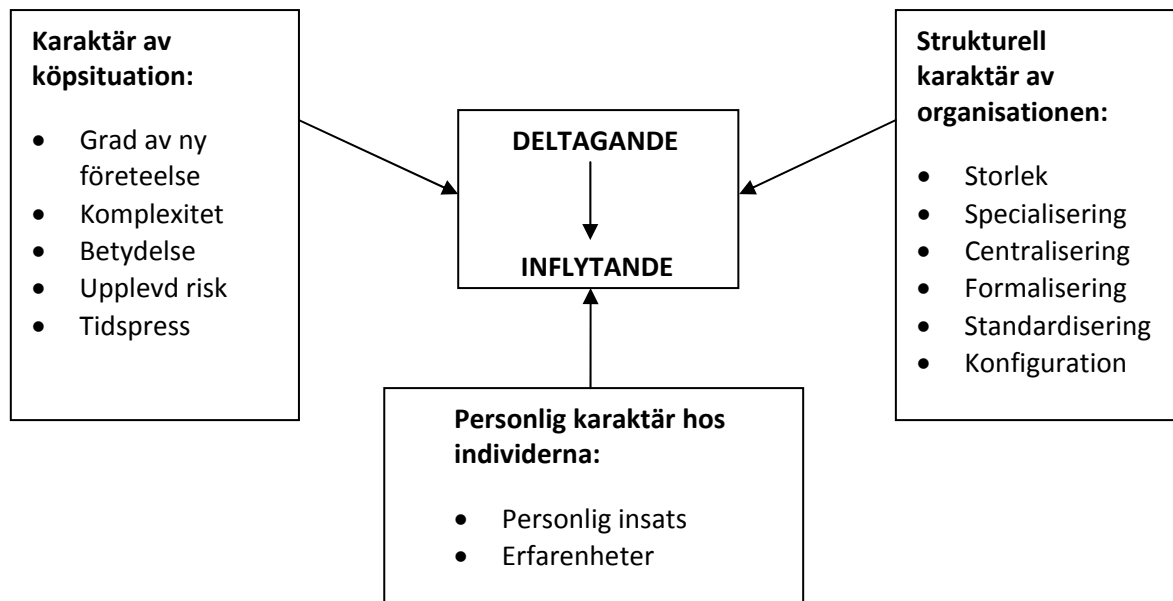 Karaktär av
köpsituation:
• Grad av ny
företeelse
• Komplexitet
• Betydelse
• Upplevd risk
• Tidspress
DELTAGANDE
INFLYTANDE
Strukturell
karaktär av
organisationen:
• Storlek
• Specialisering
• Centralisering
• Formalisering
• Standardisering
• Konfiguration
Personlig karaktär hos
individerna:
• Personlig insats
• Erfarenheter